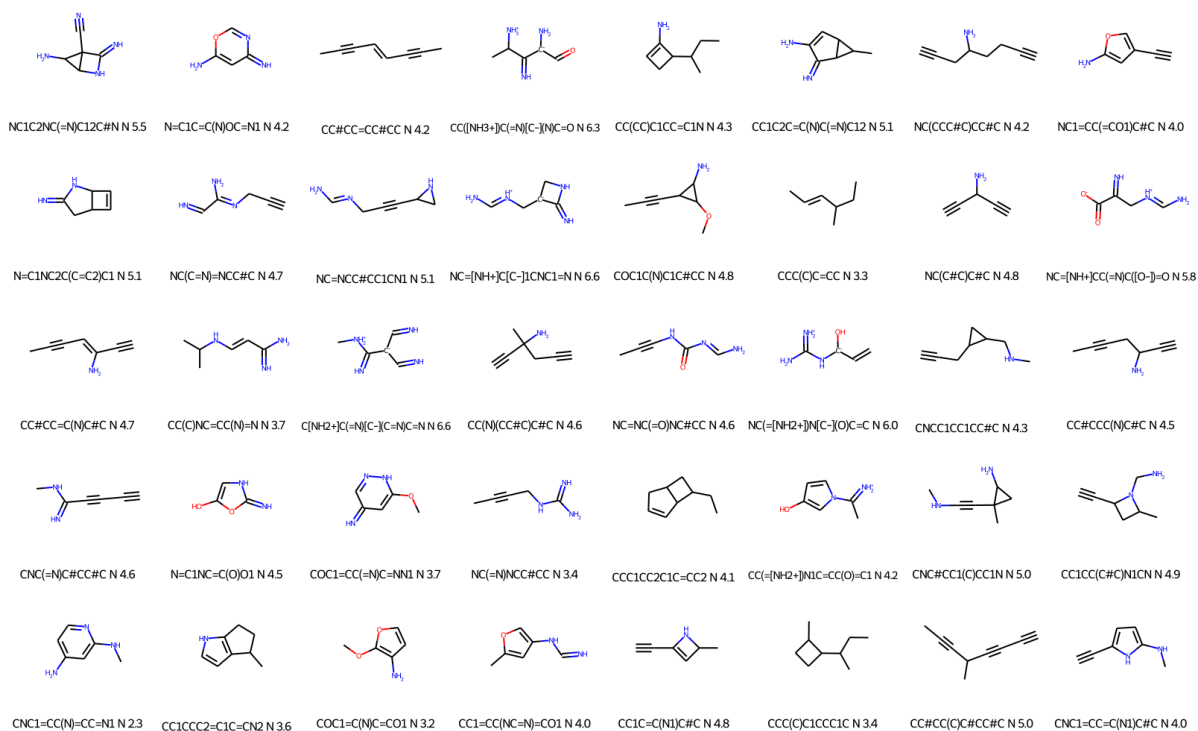 NC1C2NC(=N)C12C#N N 5.5
N=C1C=C(N)OC=N1 N 4.2
CC#CC=CC#CC N 4.2
CC([NH3+])C(=N)[C-](N)C=O N 6.3
CC(CC)C1CC=C1N N 4.3
CC1C2C=C(N)C(=N)C12 N 5.1
NC(CCC#C)CC#C N 4.2
NC1=CC(=CO1)C#C N 4.0
N=C1NC2C(C=C2)C1 N 5.1
NC(C=N)=NCC#C N 4.7
NC=NCC#CC1CN1 N 5.1
NC=[NH+]C[C-]1CNC1=N N 6.6
COC1C(N)C1C#CC N 4.8
CCC(C)C=CC N 3.3
NC(C#C)C#C N 4.8
NC=[NH+]CC(=N)C([O-])=O N 5.8
CC#CC=C(N)C#C N 4.7
CC(C)NC=CC(N)=N N 3.7
C[NH2+]C(=N)[C-](C=N)C=N N 6.6
CC(N)(CC#C)C#C N 4.6
NC=NC(=O)NC#CC N 4.6
NC(=[NH2+])N[C-](O)C=C N 6.0
CNCC1CC1CC#C N 4.3
CC#CCC(N)C#C N 4.5
CNC(=N)C#CC#C N 4.6
N=C1NC=C(O)O1 N 4.5
COC1=CC(=N)C=NN1 N 3.7
NC(=N)NCC#CC N 3.4
CCC1CC2C1C=CC2 N 4.1
CC(=[NH2+])N1C=CC(O)=C1 N 4.2
CNC#CC1(C)CC1N N 5.0
CC1CC(C#C)N1CN N 4.9
CNC1=CC(N)=CC=N1 N 2.3
CC1CCC2=C1C=CN2 N 3.6
COC1=C(N)C=CO1 N 3.2
CC1=CC(NC=N)=CO1 N 4.0
CC1C=C(N1)C#C N 4.8
CCC(C)C1CCC1C N 3.4
CC#CC(C)C#CC#C N 5.0
CNC1=CC=C(N1)C#C N 4.0